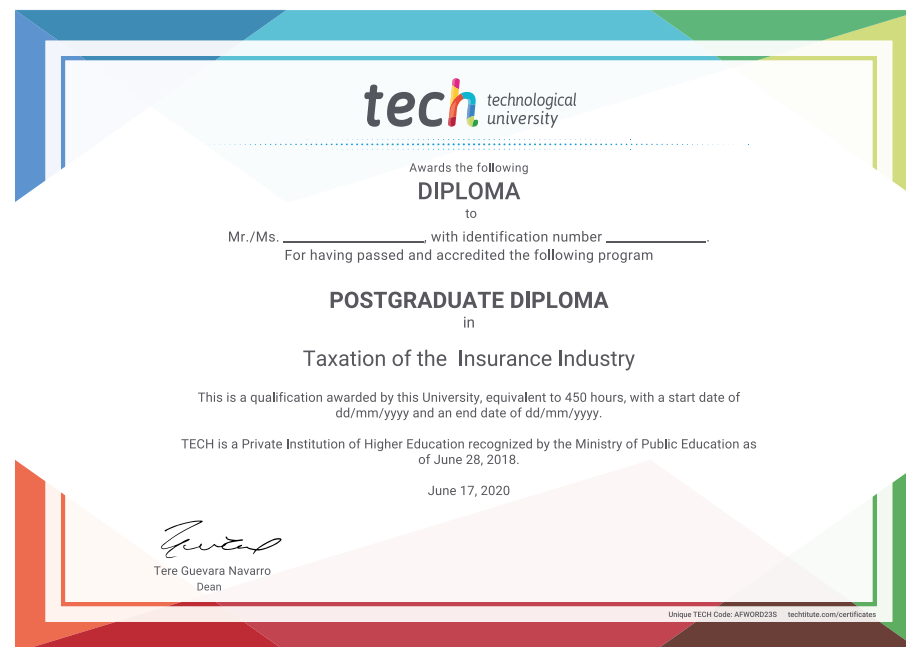 tech technological
university
Awards the following
DIPLOMA
to
Mr./Ms. ____________________, with identification number ______________.
For having passed and accredited the following program
POSTGRADUATE DIPLOMA
in
Taxation of the Insurance Industry
This is a qualification awarded by this University, equivalent to 450 hours, with a start date of
dd/mm/yyyy and an end date of dd/mm/yyyy.
TECH is a Private Institution of Higher Education recognized by the Ministry of Public Education as
of June 28, 2018.
June 17, 2020
Tere Guevara Navarro
Dean
Unique TECH Code: AFWORD23S techtitute.com/certificates